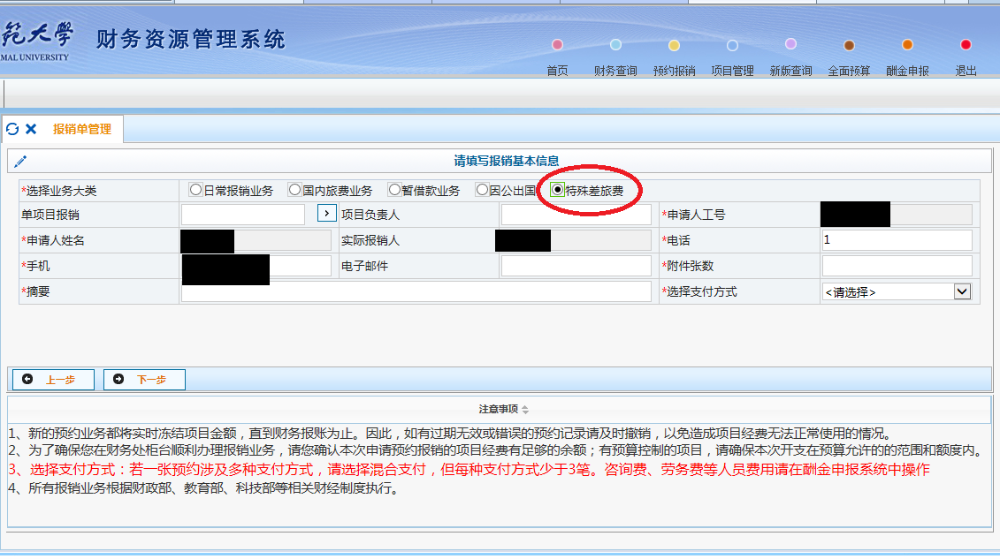 范大学
MAL UNIVERSITY
财务资源管理系统
首页 财务查询 预约报销 项目管理 新版查询 全面预算 酬金申报 退出
报销单管理
请填写报销基本信息
*选择业务大类 日常报销业务 国内旅费业务 暂借款业务 因公出国 特殊差旅费
单项目报销 > 项目负责人 *申请人工号
*申请人姓名 实际报销人 *电话 1
*手机 电子邮件 *附件张数
*摘要 *选择支付方式 <请选择>
上一步 下一步
注意事项
1、新的预约业务都将实时冻结项目金额，直到财务报账为止。因此，如有过期无效或错误的预约记录请及时撤销，以免造成项目经费无法正常使用的情况。
2、为了确保您在财务处柜台顺利办理报销业务，请您确认本次申请预约报销的项目经费有足够的余额；有预算控制的项目，请确保本次开支在预算允许的的范围和额度内。
3、选择支付方式：若一张预约涉及多种支付方式，请选择混合支付，但每种支付方式少于3笔。咨询费、劳务费等人员费用请在酬金申报系统中操作
4、所有报销业务根据财政部、教育部、科技部等相关财经制度执行。